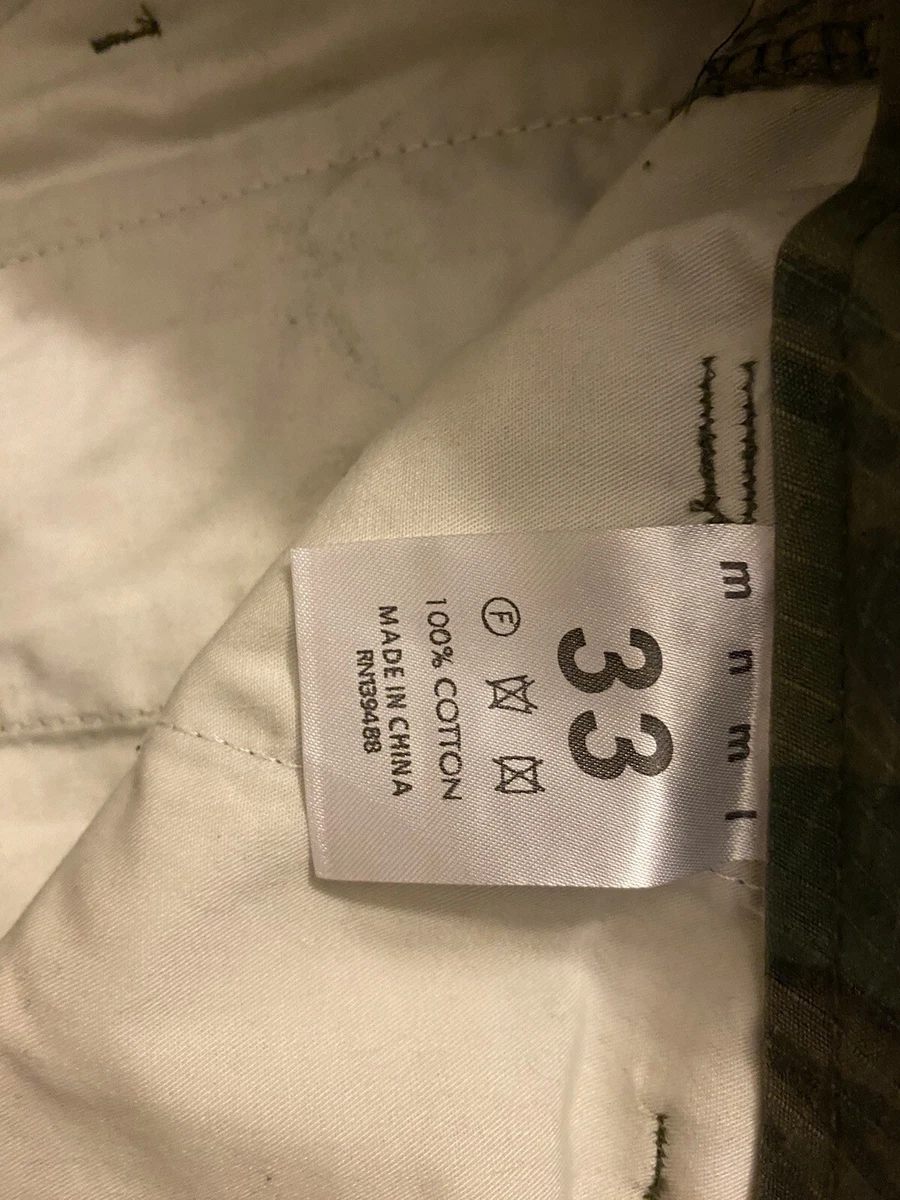 m n m l
33
F
100% COTTON
MADE IN CHINA
RN139488